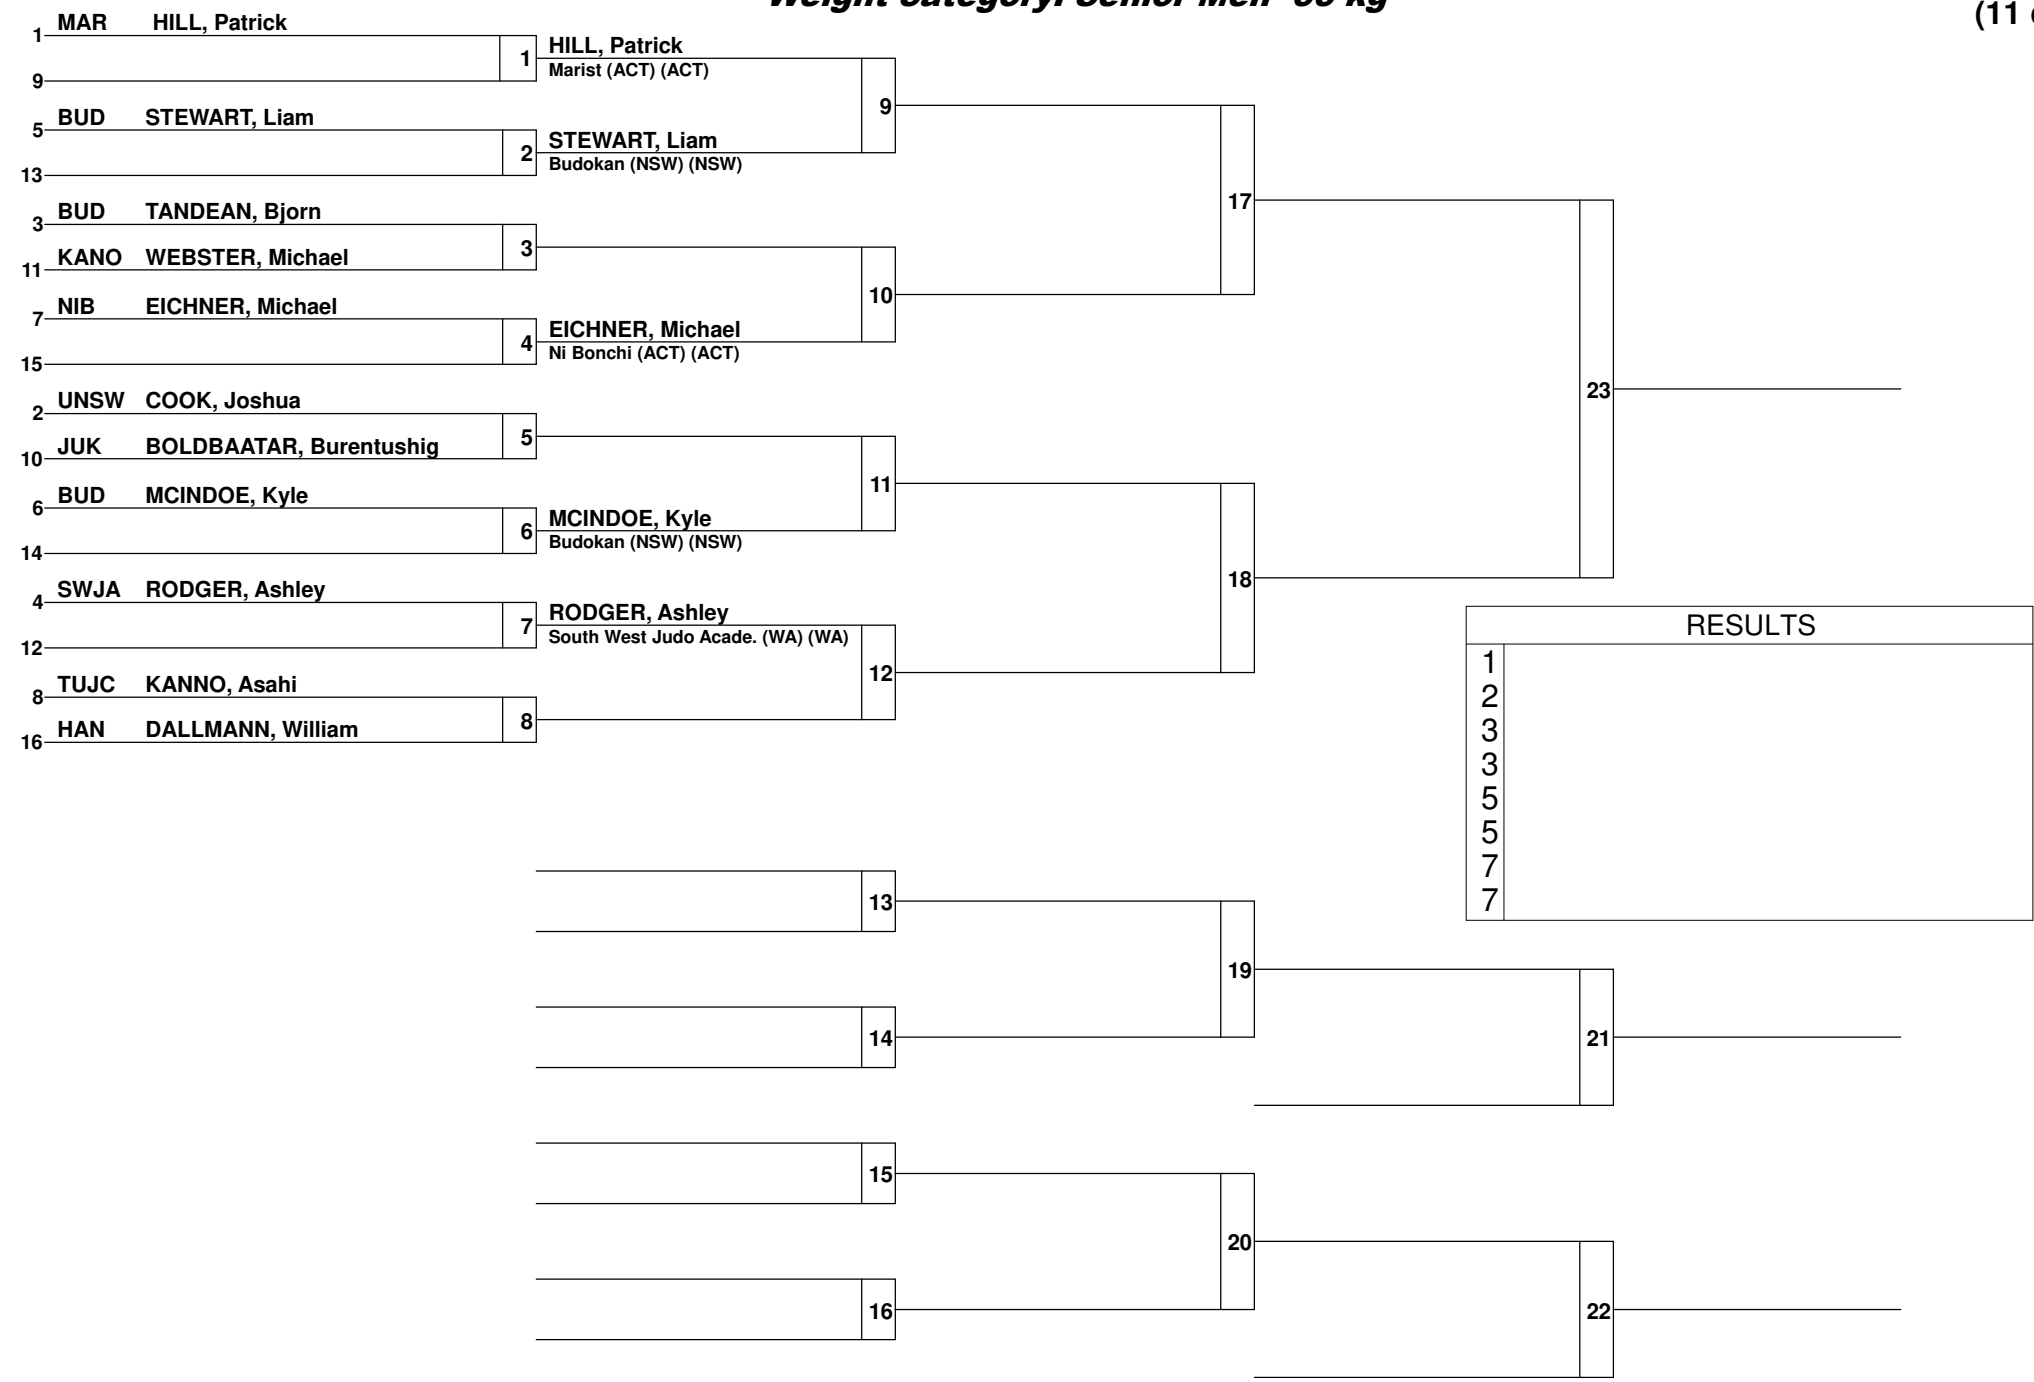 Weight category: Senior Men
(11
1 MAR HILL, Patrick
9
1 HILL, Patrick
Marist (ACT) (ACT)
5 BUD STEWART, Liam
13
2 STEWART, Liam
Budokan (NSW) (NSW)
9
3 BUD TANDEAN, Bjorn
11 KANO WEBSTER, Michael
3
7 NIB EICHNER, Michael
15
4 EICHNER, Michael
Ni Bonchi (ACT) (ACT)
10
17
2 UNSW COOK, Joshua
10 JUK BOLDBAATAR, Burentushig
5
6 BUD MCINDOE, Kyle
14
6 MCINDOE, Kyle
Budokan (NSW) (NSW)
11
4 SWJA RODGER, Ashley
12
7 RODGER, Ashley
South West Judo Acade. (WA) (WA)
8 TUJC KANNO, Asahi
16 HAN DALLMANN, William
8
12
18
23
RESULTS
1
2
3
3
5
5
7
7
13
14
19
21
15
16
20
22